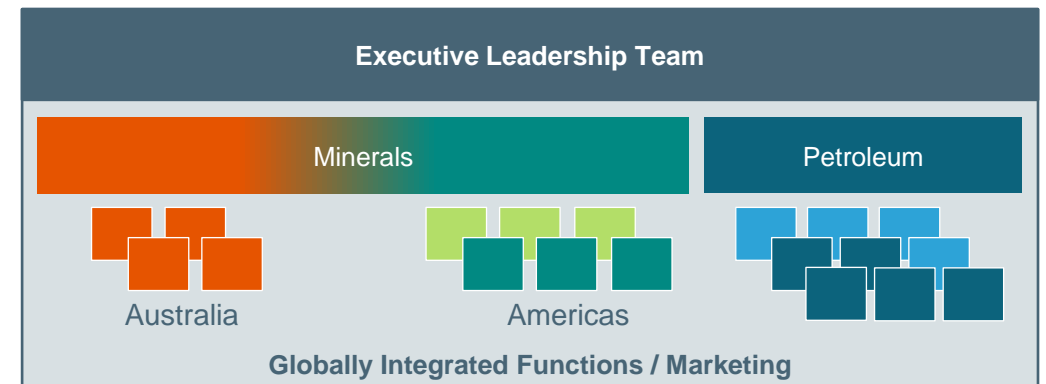 Executive Leadership Team
Minerals
Petroleum
Australia
Americas
Globally Integrated Functions / Marketing